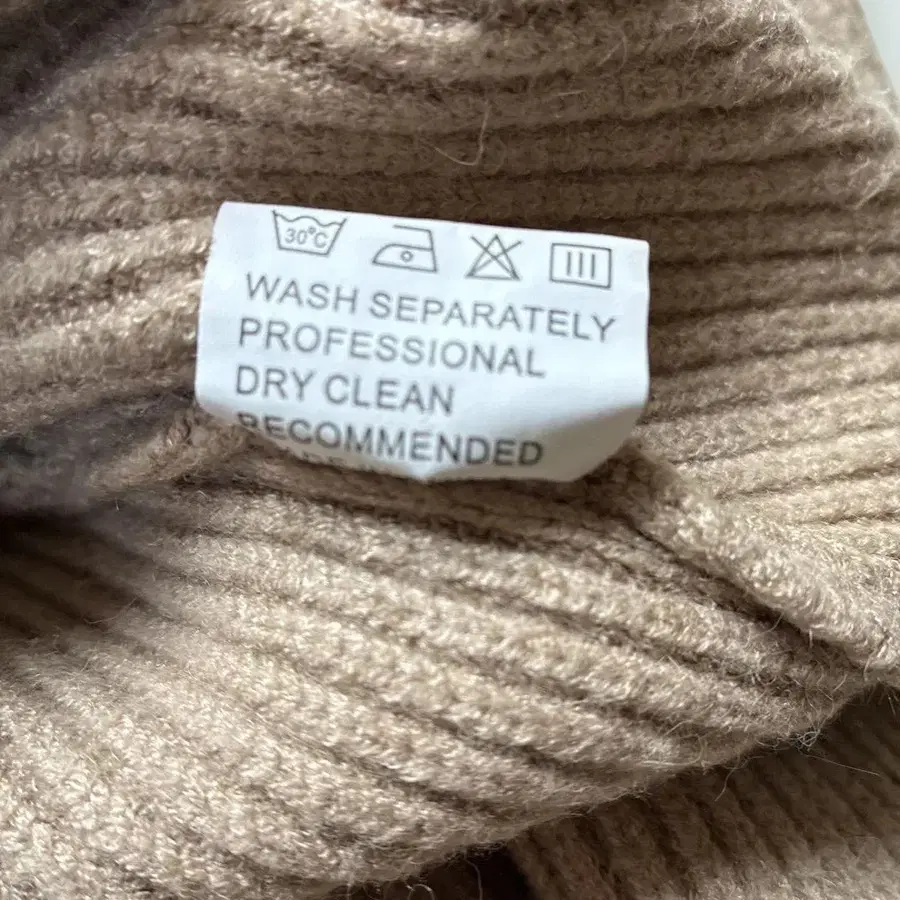 30°C
WASH SEPARATELY
PROFESSIONAL
DRY CLEAN
RECOMMENDED